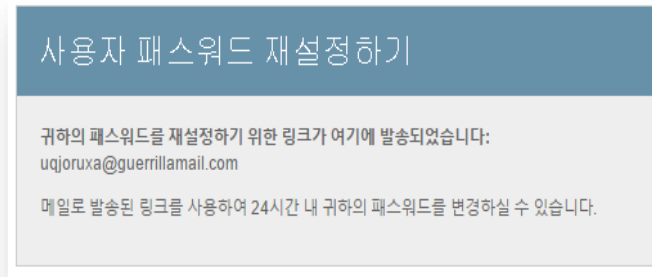 사용자 패스워드 재설정하기
귀하의 패스워드를 재설정하기 위한 링크가 여기에 발송되었습니다:
uqjoruxa@guerrillamail.com
메일로 발송된 링크를 사용하여 24시간 내 귀하의 패스워드를 변경하실 수 있습니다.